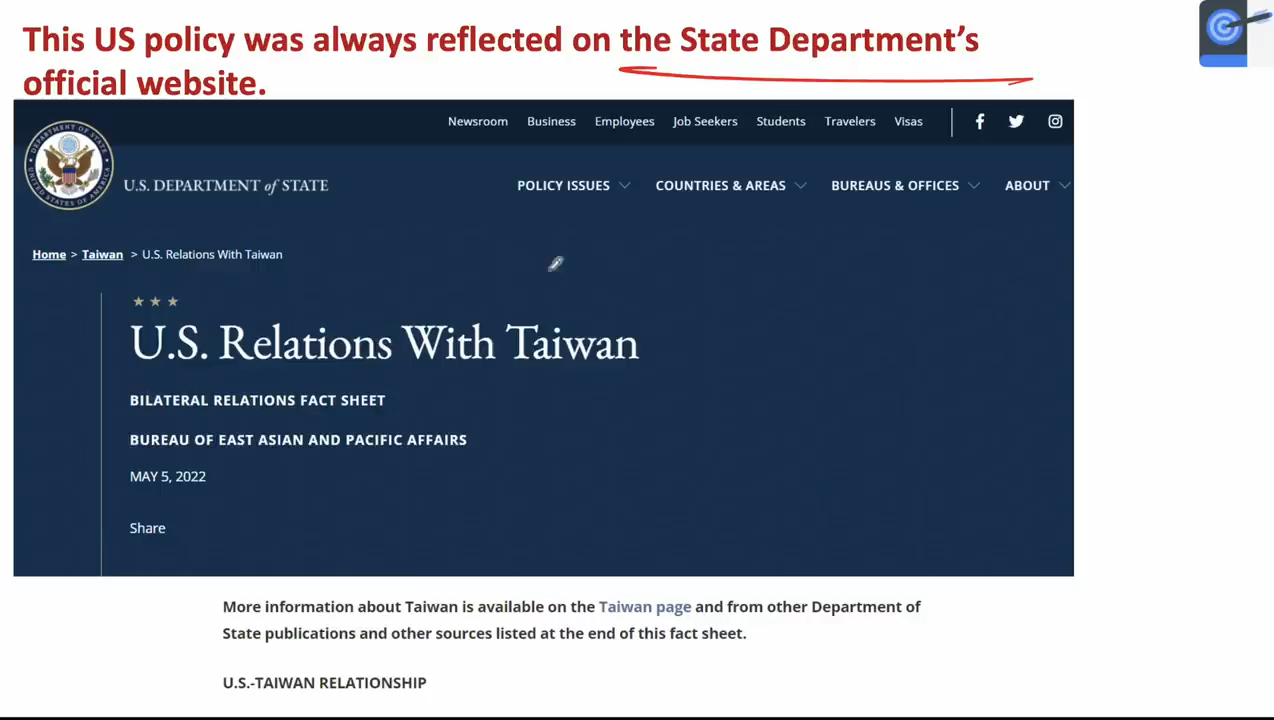 This US policy was always reflected on the State Department's
official website.
Newsroom Business Employees Job Seekers Students Travelers Visas
U.S. DEPARTMENT of STATE
POLICY ISSUES COUNTRIES & AREAS BUREAUS & OFFICES ABOUT
Home > Taiwan > U.S. Relations With Taiwan
U.S. Relations With Taiwan
BILATERAL RELATIONS FACT SHEET
BUREAU OF EAST ASIAN AND PACIFIC AFFAIRS
MAY 5, 2022
Share
More information about Taiwan is available on the Taiwan page and from other Department of
State publications and other sources listed at the end of this fact sheet.
U.S.-TAIWAN RELATIONSHIP